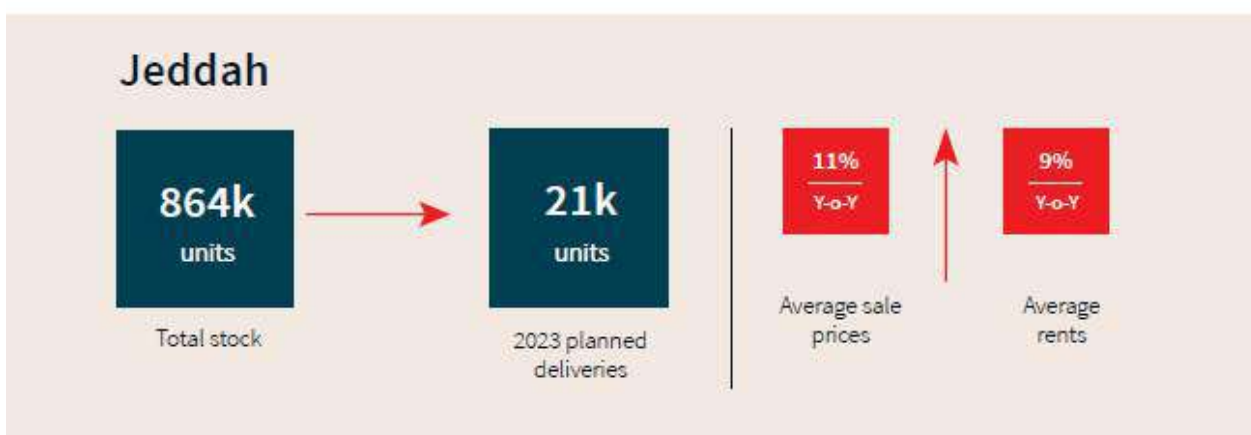 Jeddah
864k
units
Total stock
21k
units
2023 planned
deliveries
11%
Y-o-Y
Average sale
prices
9%
Y-o-Y
Average
rents